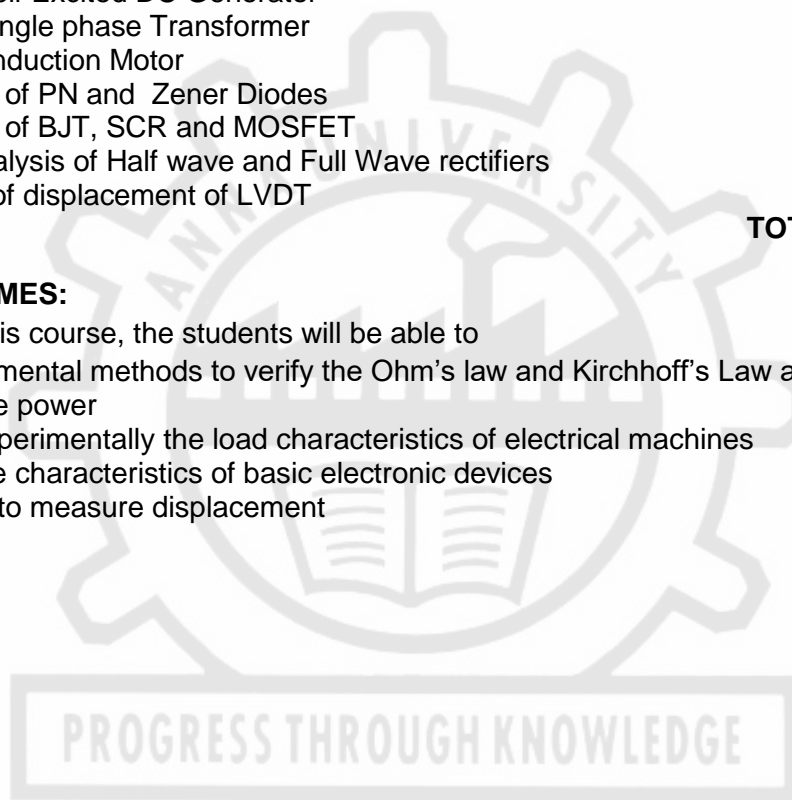 Excited DC Generator
ngle phase Transformer
nduction Motor
of PN and Zener Diodes
of BJT, SCR and MOSFET
alysis of Half wave and Full Wave rectifiers
of displacement of LVDT
TOT
MES:
is course, the students will be able to
mental methods to verify the Ohm's law and Kirchhoff's Law a
e power
perimentally the load characteristics of electrical machines
e characteristics of basic electronic devices
to measure displacement
ANNA UNIVERSITY
PROGRESS THROUGH KNOWLEDGE